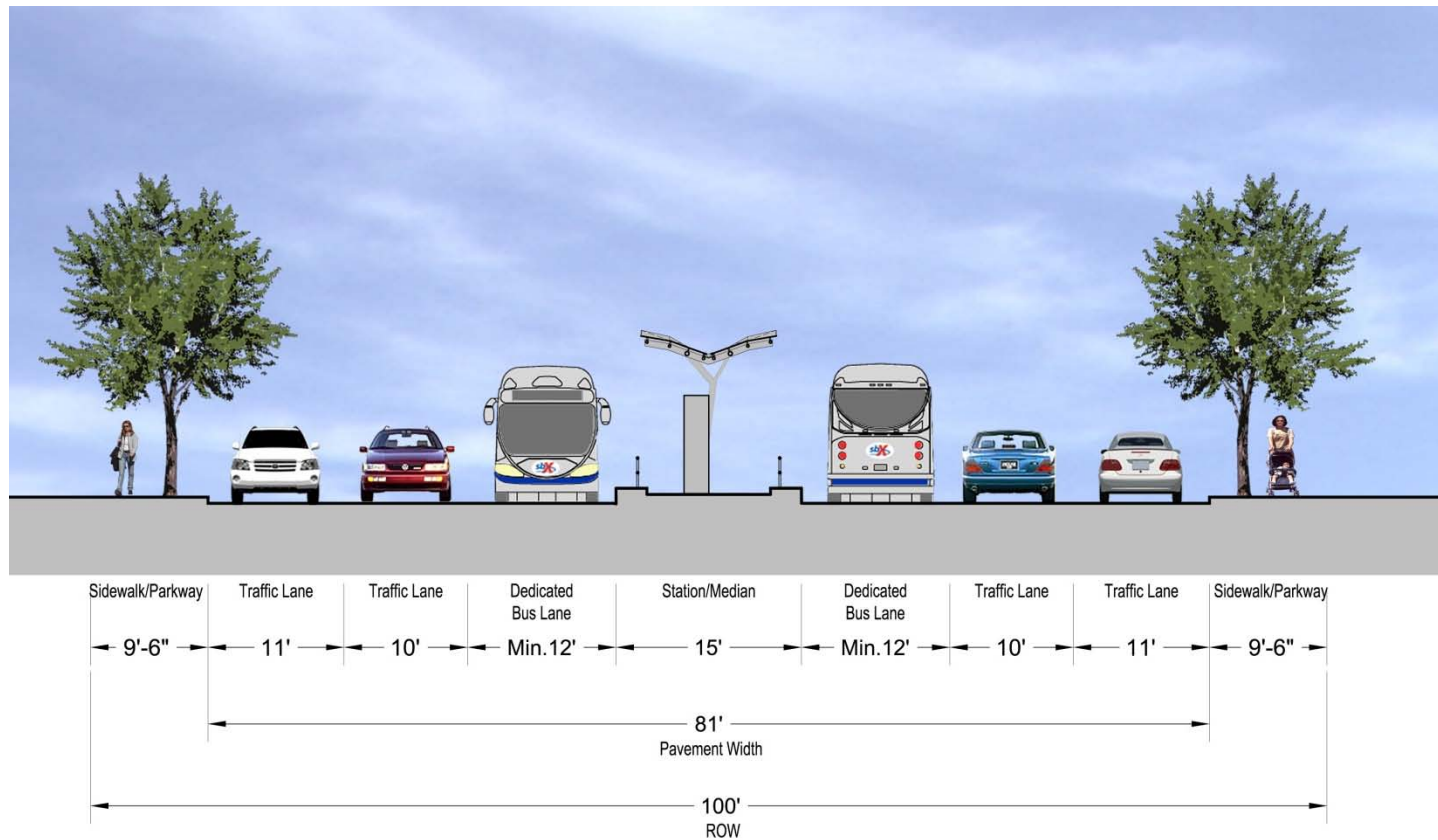 sbX
sbX
Sidewalk/Parkway
Traffic Lane
Traffic Lane
Dedicated
Bus Lane
Station/Median
Dedicated
Bus Lane
Traffic Lane
Traffic Lane
Sidewalk/Parkway
9'-6"
11'
10'
Min.12'
15'
Min.12'
10'
11'
9'-6"
81'
Pavement Width
100'
ROW